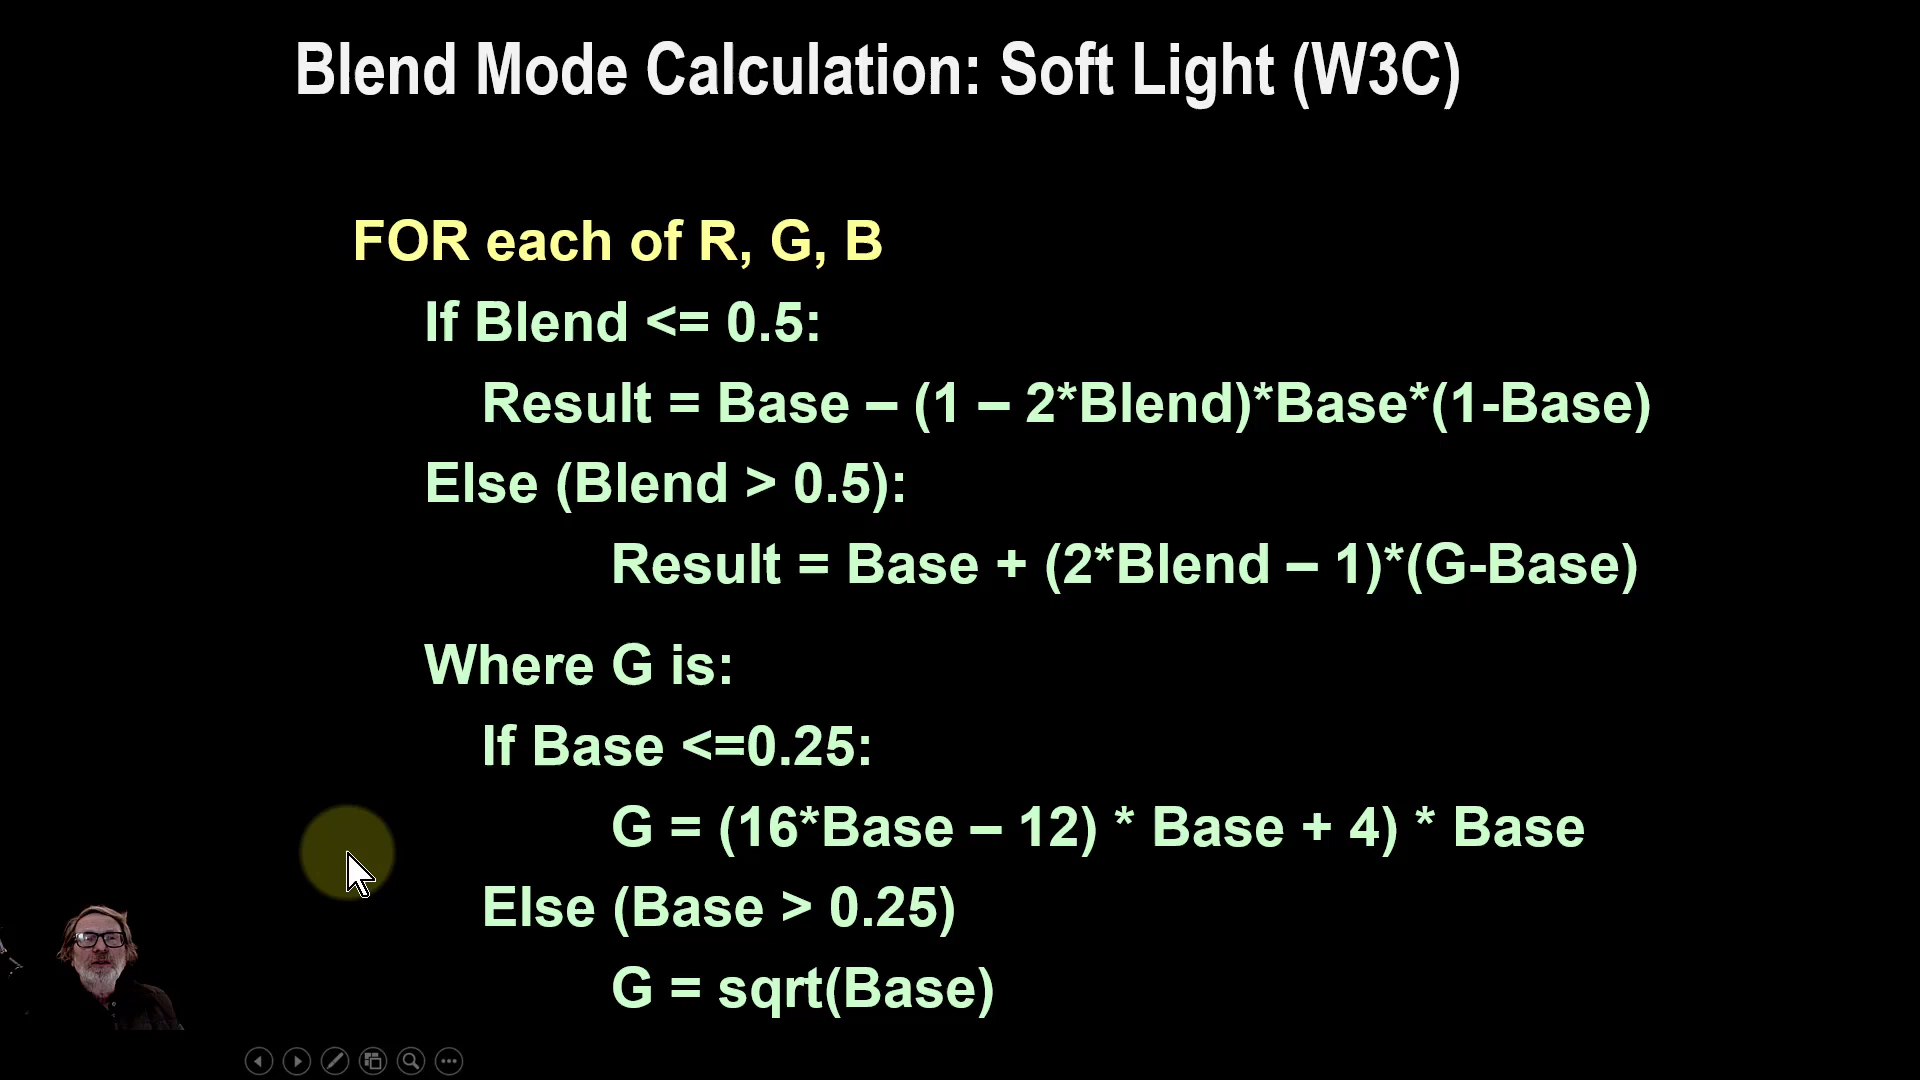 Blend Mode Calculation: Soft Light (W3C)
FOR each of R, G, B
If Blend <= 0.5:
Result = Base – (1 – 2*Blend)*Base*(1-Base)
Else (Blend > 0.5):
Result = Base + (2*Blend – 1)*(G-Base)
Where G is:
If Base <=0.25:
G = (16*Base – 12) * Base + 4) * Base
Else (Base > 0.25)
G = sqrt(Base)